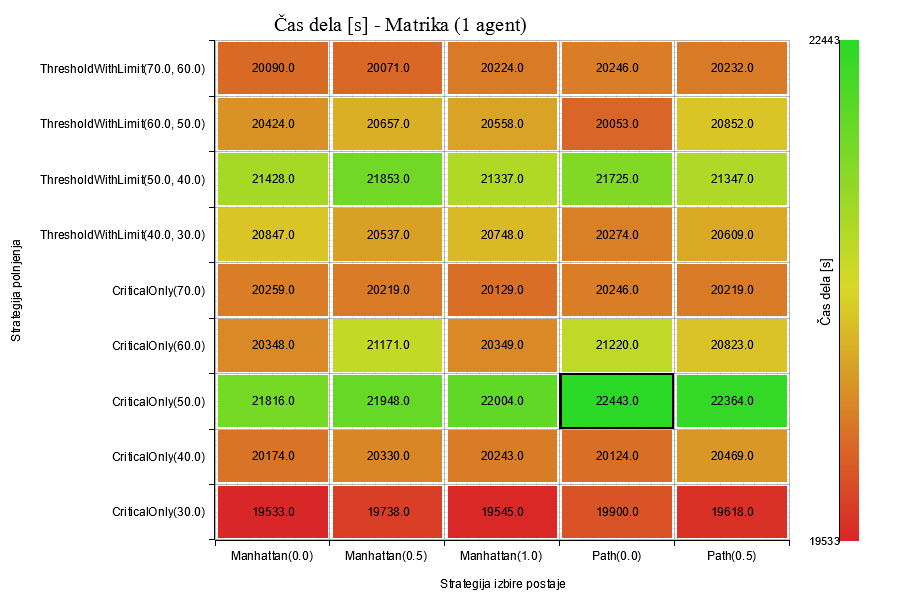 Čas dela [s] - Matrika (1 agent)
22443
ThresholdWithLimit(70.0, 60.0) 20090.0 20071.0 20224.0 20246.0 20232.0
ThresholdWithLimit(60.0, 50.0) 20424.0 20657.0 20558.0 20053.0 20852.0
ThresholdWithLimit(50.0, 40.0) 21428.0 21853.0 21337.0 21725.0 21347.0
ThresholdWithLimit(40.0, 30.0) 20847.0 20537.0 20748.0 20274.0 20609.0
CriticalOnly(70.0) 20259.0 20219.0 20129.0 20246.0 20219.0
CriticalOnly(60.0) 20348.0 21171.0 20349.0 21220.0 20823.0
CriticalOnly(50.0) 21816.0 21948.0 22004.0 22443.0 22364.0
CriticalOnly(40.0) 20174.0 20330.0 20243.0 20124.0 20469.0
CriticalOnly(30.0) 19533.0 19738.0 19545.0 19900.0 19618.0
19533
Manhattan(0.0) Manhattan(0.5) Manhattan(1.0) Path(0.0) Path(0.5)
Strategija izbire postaje
Strategija polnjenja
Čas dela [s]